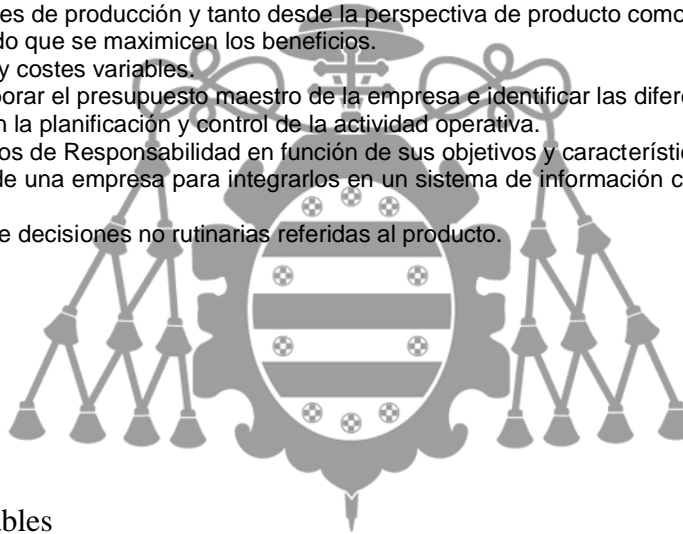 es de producción y tanto desde la perspectiva de producto como
do que se maximicen los beneficios.
y costes variables.
orar el presupuesto maestro de la empresa e identificar las difere
n la planificación y control de la actividad operativa.
os de Responsabilidad en función de sus objetivos y característic
de una empresa para integrarlos en un sistema de información c
e decisiones no rutinarias referidas al producto.
ables